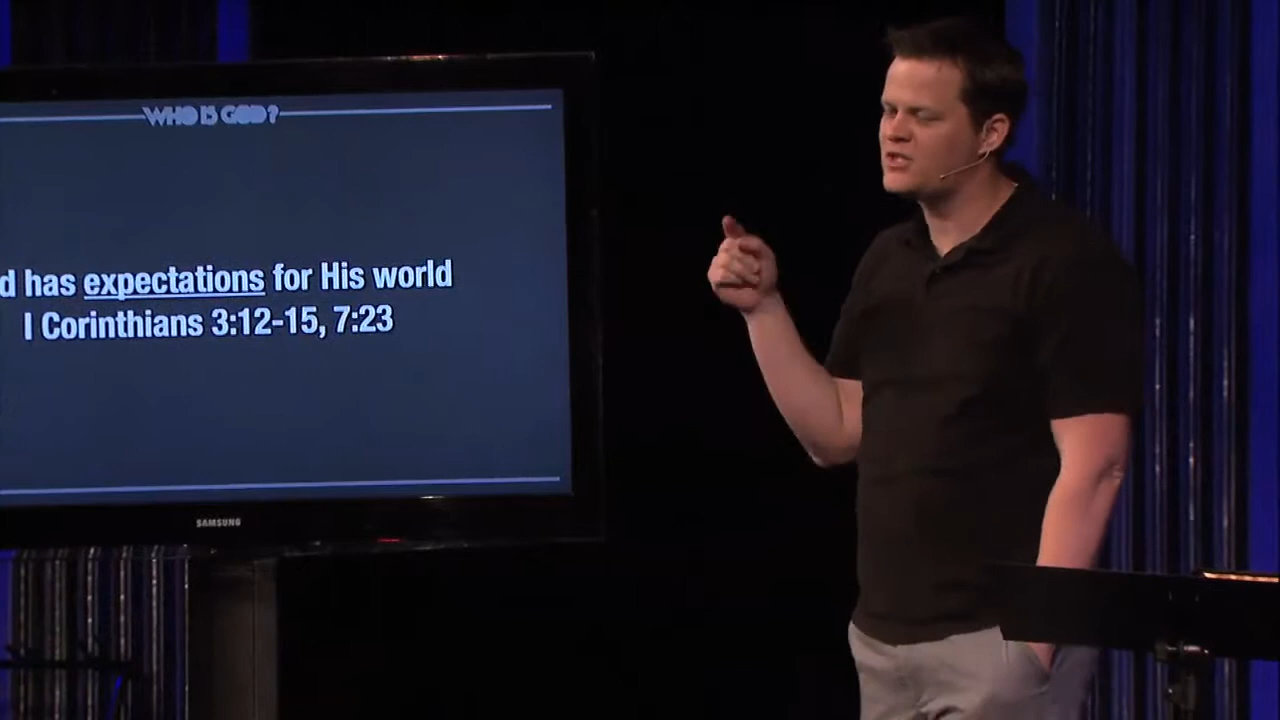 WHO IS GOD?
d has expectations for His world
I Corinthians 3:12-15, 7:23
SAMSUNG